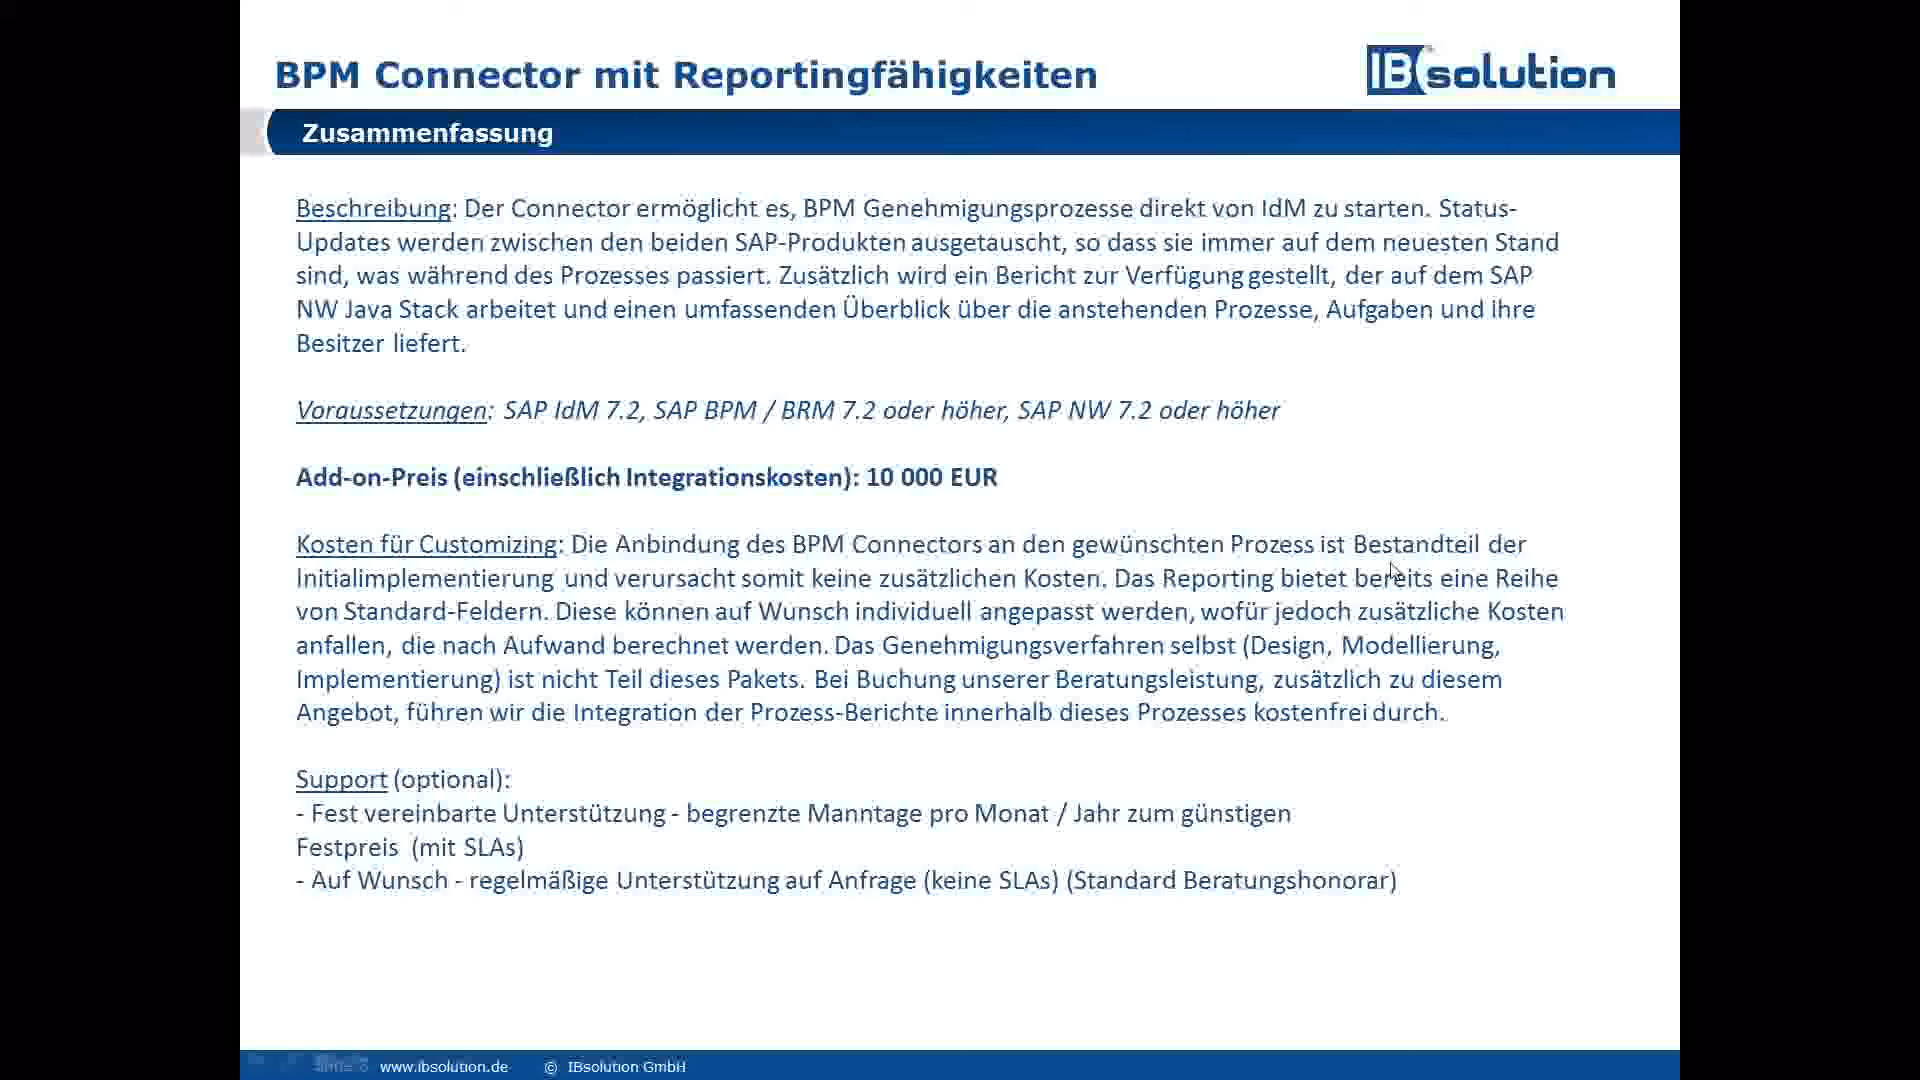 BPM Connector mit Reportingfähigkeiten
IBsolution
Zusammenfassung
Beschreibung: Der Connector ermöglicht es, BPM Genehmigungsprozesse direkt von IdM zu starten. Status-
Updates werden zwischen den beiden SAP-Produkten ausgetauscht, so dass sie immer auf dem neuesten Stand
sind, was während des Prozesses passiert. Zusätzlich wird ein Bericht zur Verfügung gestellt, der auf dem SAP
NW Java Stack arbeitet und einen umfassenden Überblick über die anstehenden Prozesse, Aufgaben und ihre
Besitzer liefert.
Voraussetzungen: SAP IdM 7.2, SAP BPM / BRM 7.2 oder höher, SAP NW 7.2 oder höher
Add-on-Preis (einschließlich Integrationskosten): 10 000 EUR
Kosten für Customizing: Die Anbindung des BPM Connectors an den gewünschten Prozess ist Bestandteil der
Initialimplementierung und verursacht somit keine zusätzlichen Kosten. Das Reporting bietet bereits eine Reihe
von Standard-Feldern. Diese können auf Wunsch individuell angepasst werden, wofür jedoch zusätzliche Kosten
anfallen, die nach Aufwand berechnet werden. Das Genehmigungsverfahren selbst (Design, Modellierung,
Implementierung) ist nicht Teil dieses Pakets. Bei Buchung unserer Beratungsleistung, zusätzlich zu diesem
Angebot, führen wir die Integration der Prozess-Berichte innerhalb dieses Prozesses kostenfrei durch.
Support (optional):
- Fest vereinbarte Unterstützung - begrenzte Manntage pro Monat / Jahr zum günstigen
Festpreis (mit SLAs)
- Auf Wunsch - regelmäßige Unterstützung auf Anfrage (keine SLAs) (Standard Beratungshonorar)
www.ibsolution.de © IBsolution GmbH